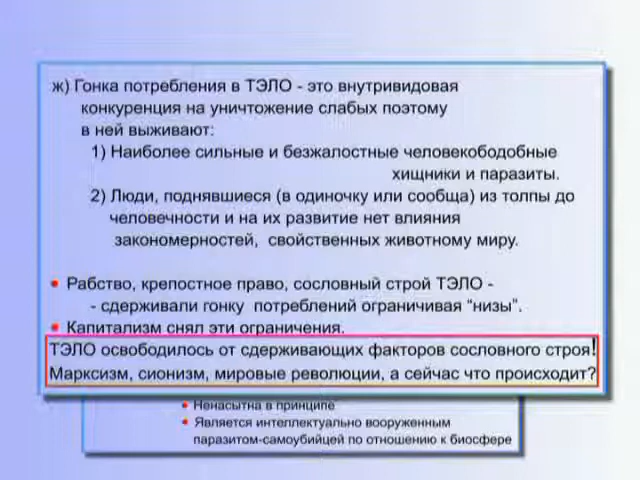 ж) Гонка потребления в ТЭЛО - это внутривидовая
конкуренция на уничтожение слабых поэтому
в ней выживают:
1) Наиболее сильные и безжалостные человекободобные
хищники и паразиты.
2) Люди, поднявшиеся (в одиночку или сообща) из толпы до
человечности и на их развитие нет влияния
закономерностей, свойственных животному миру.
• Рабство, крепостное право, сословный строй ТЭЛО -
- сдерживали гонку потреблений ограничивая “низы”.
• Капитализм снял эти ограничения.
ТЭЛО освободилось от сдерживающих факторов сословного строя!
Марксизм, сионизм, мировые революции, а сейчас что происходит?
• Ненасытна в принципе
• Является интеллектуально вооруженным
паразитом-самоубийцей по отношению к биосфере